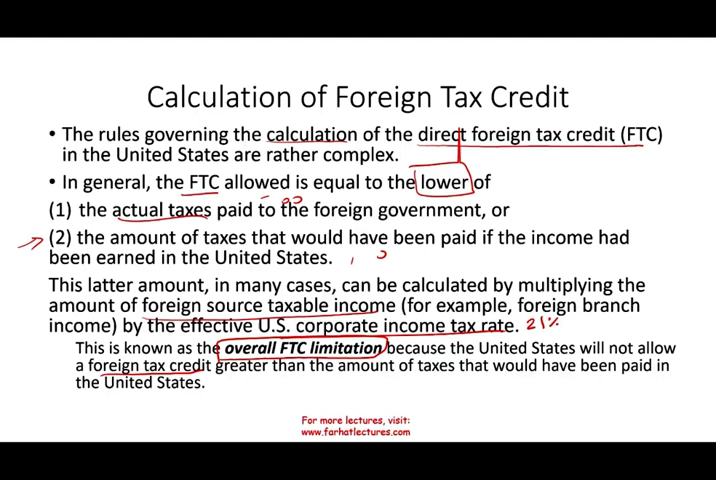 Calculation of Foreign Tax Credit
• The rules governing the calculation of the direct foreign tax credit (FTC)
in the United States are rather complex.
• In general, the FTC allowed is equal to the lower of
(1) the actual taxes paid to the foreign government, or
(2) the amount of taxes that would have been paid if the income had
been earned in the United States.
This latter amount, in many cases, can be calculated by multiplying the
amount of foreign source taxable income (for example, foreign branch
income) by the effective U.S. corporate income tax rate. 21%
This is known as the overall FTC limitation because the United States will not allow
a foreign tax credit greater than the amount of taxes that would have been paid in
the United States.
For more lectures, visit:
www.farhatlectures.com